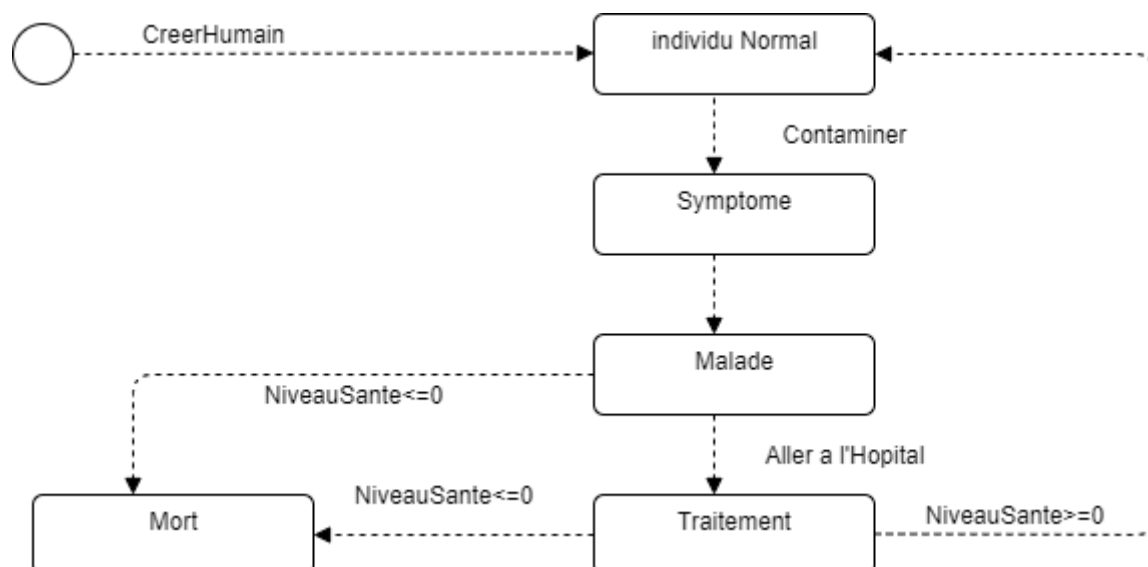 CreerHumain
individu Normal
Contaminer
Symptome
Malade
NiveauSante<=0
Aller a l'Hopital
NiveauSante<=0
Mort
Traitement
NiveauSante>=0